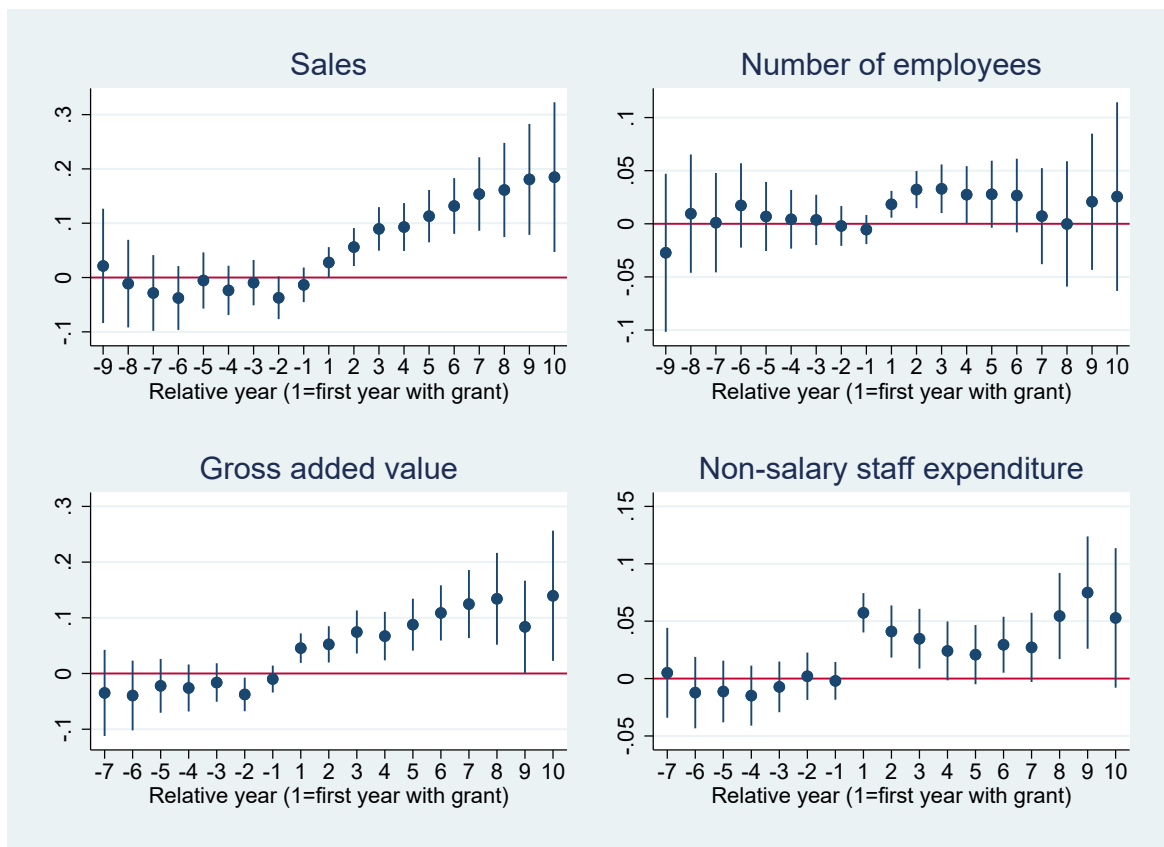 Sales
.3
.2
.1
0
-.1
-9 -8 -7 -6 -5 -4 -3 -2 -1 1 2 3 4 5 6 7 8 9 10
Relative year (1=first year with grant)
Number of employees
.1
.05
0
-.05
-.1
-9 -8 -7 -6 -5 -4 -3 -2 -1 1 2 3 4 5 6 7 8 9 10
Relative year (1=first year with grant)
Gross added value
.3
.2
.1
0
-.1
-7 -6 -5 -4 -3 -2 -1 1 2 3 4 5 6 7 8 9 10
Relative year (1=first year with grant)
Non-salary staff expenditure
.15
.1
.05
0
-.05
-7 -6 -5 -4 -3 -2 -1 1 2 3 4 5 6 7 8 9 10
Relative year (1=first year with grant)